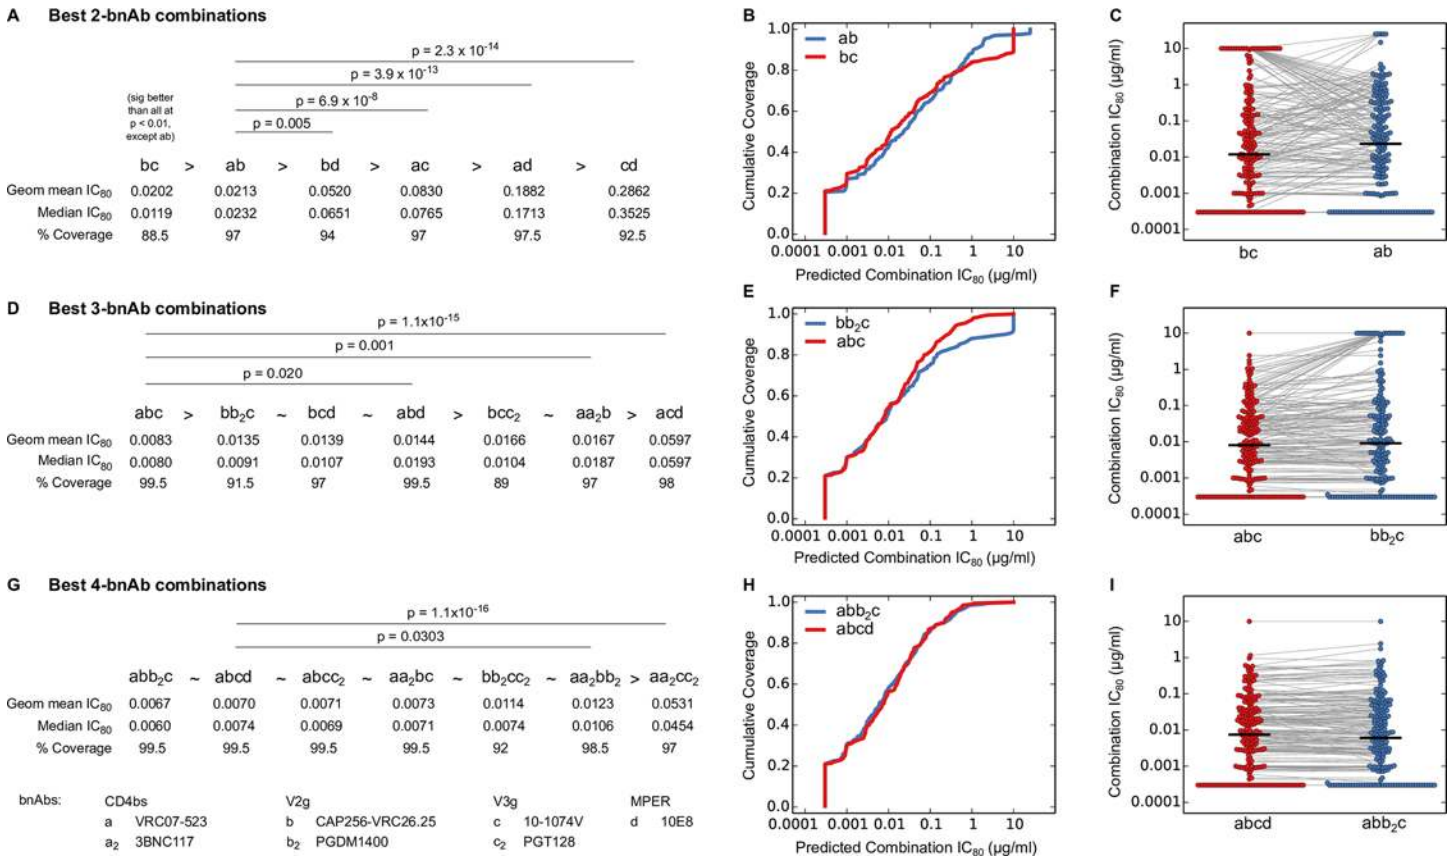 A Best 2-bnAb combinations
p = 2.3 x 10-14
p = 3.9 x 10-13
p = 6.9 x 10-8
p = 0.005
(sig better
than all at
p < 0.01,
except ab)
bc > ab > bd > ac > ad > cd
Geom mean IC80 0.0202 0.0213 0.0520 0.0830 0.1882 0.2862
Median IC80 0.0119 0.0232 0.0651 0.0765 0.1713 0.3525
% Coverage 88.5 97 94 97 97.5 92.5
B
ab
bc
Cumulative Coverage
1.0
0.8
0.6
0.4
0.2
0.0
0.0001 0.001 0.01 0.1 1 10
Predicted Combination IC80 (µg/ml)
C
Combination IC80 (µg/ml)
10
1
0.1
0.01
0.001
0.0001
bc ab
D Best 3-bnAb combinations
p = 1.1x10-15
p = 0.001
p = 0.020
abc > bb2c ~ bcd ~ abd > bcc2 ~ aa2b > acd
Geom mean IC80 0.0083 0.0135 0.0139 0.0144 0.0166 0.0167 0.0597
Median IC80 0.0080 0.0091 0.0107 0.0193 0.0104 0.0187 0.0597
% Coverage 99.5 91.5 97 99.5 89 97 98
E
bb2c
abc
Cumulative Coverage
1.0
0.8
0.6
0.4
0.2
0.0
0.0001 0.001 0.01 0.1 1 10
Predicted Combination IC80 (µg/ml)
F
Combination IC80 (µg/ml)
10
1
0.1
0.01
0.001
0.0001
abc bb2c
G Best 4-bnAb combinations
p = 1.1x10-16
p = 0.0303
abb2c ~ abcd ~ abcc2 ~ aa2bc ~ bb2cc2 ~ aa2bb2 > aa2cc2
Geom mean IC80 0.0067 0.0070 0.0071 0.0073 0.0114 0.0123 0.0531
Median IC80 0.0060 0.0074 0.0069 0.0071 0.0074 0.0106 0.0454
% Coverage 99.5 99.5 99.5 99.5 92 98.5 97
H
abb2c
abcd
Cumulative Coverage
1.0
0.8
0.6
0.4
0.2
0.0
0.0001 0.001 0.01 0.1 1 10
Predicted Combination IC80 (µg/ml)
I
Combination IC80 (µg/ml)
10
1
0.1
0.01
0.001
0.0001
abcd abb2c
bnAbs: CD4bs V2g V3g MPER
a VRC07-523 b CAP256-VRC26.25 c 10-1074V d 10E8
a2 3BNC117 b2 PGDM1400 c2 PGT128